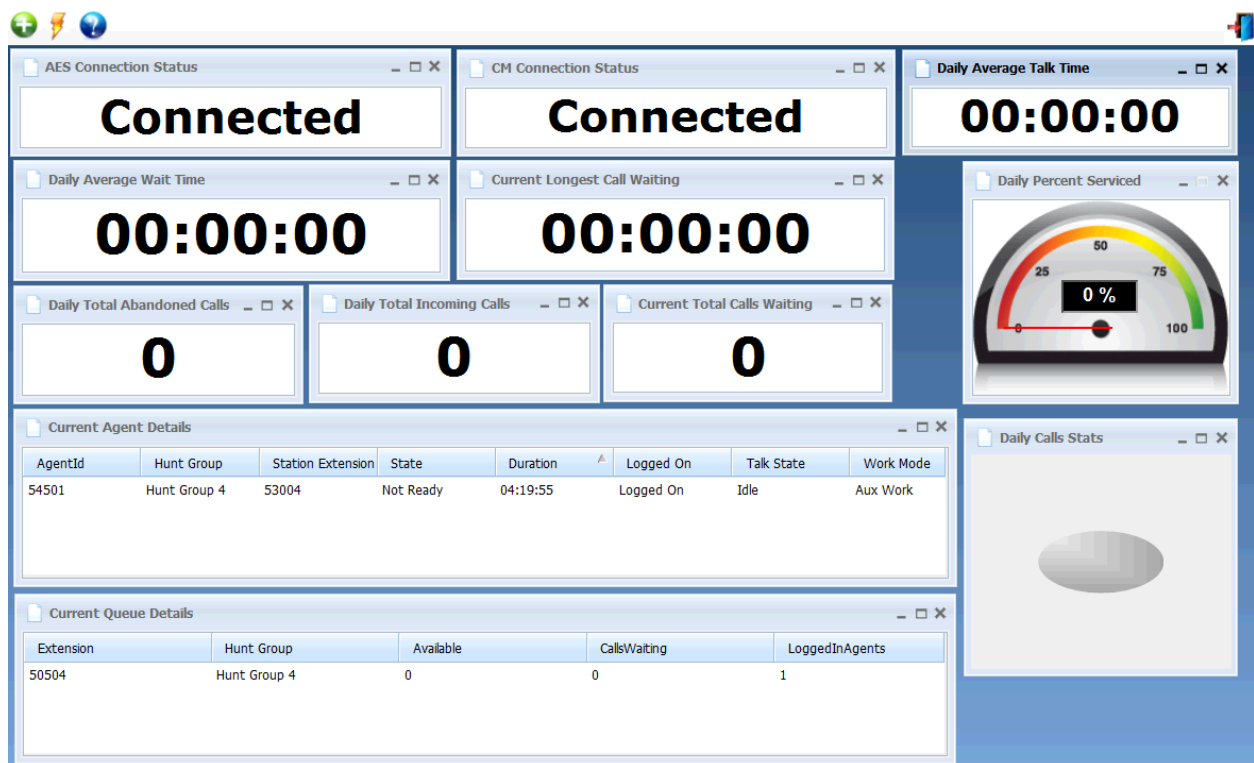 AES Connection Status
Connected
CM Connection Status
Connected
Daily Average Talk Time
00:00:00
Daily Average Wait Time
00:00:00
Current Longest Call Waiting
00:00:00
Daily Percent Serviced
50
25 75
0 %
0 100
Daily Total Abandoned Calls
0
Daily Total Incoming Calls
0
Current Total Calls Waiting
0
Current Agent Details
AgentId Hunt Group Station Extension State Duration Logged On Talk State Work Mode
54501 Hunt Group 4 53004 Not Ready 04:19:55 Logged On Idle Aux Work
Daily Calls Stats
Current Queue Details
Extension Hunt Group Available CallsWaiting LoggedInAgents
50504 Hunt Group 4 0 0 1